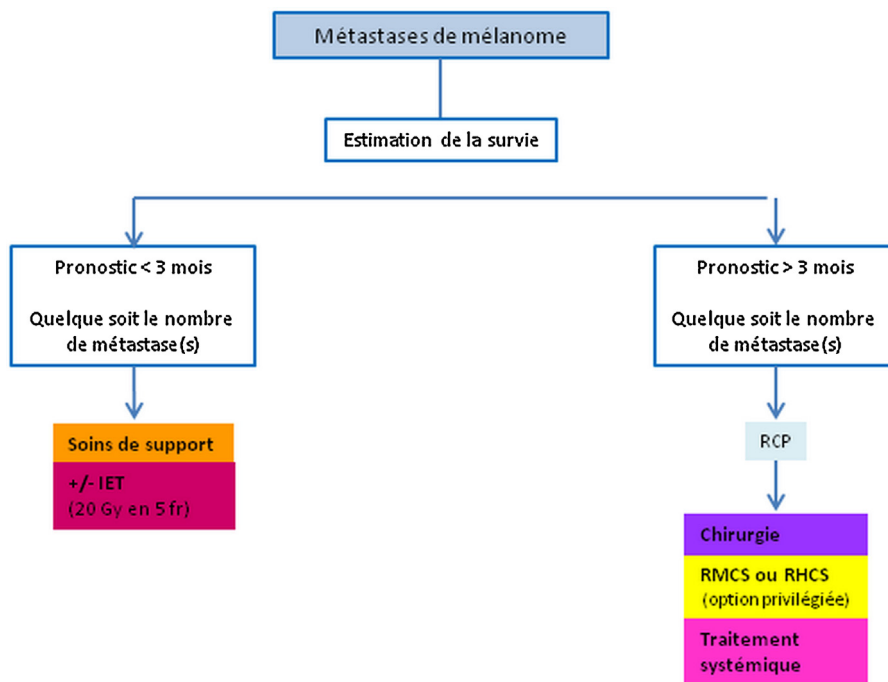 Métastases de mélanome
Estimation de la survie
Pronostic < 3 mois
Quelque soit le nombre
de métastase(s)
Pronostic > 3 mois
Quelque soit le nombre
de métastase(s)
Soins de support
+/- IET
(20 Gy en 5 fr)
RCP
Chirurgie
RMCS ou RHCS
(option privilégiée)
Traitement
systémique